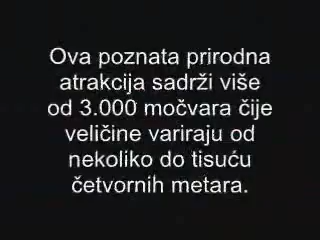 Ova poznata prirodna
atrakcija sadrži više
od 3.000 močvara čije
veličine variraju od
nekoliko do tisuću
četvornih metara.